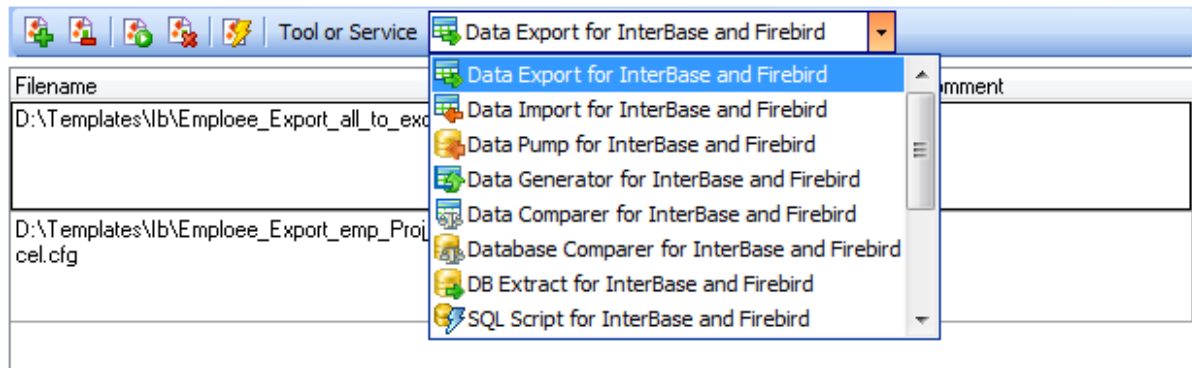 Tool or Service Data Export for InterBase and Firebird
Filename
Data Export for InterBase and Firebird
D:\Templates\Ib\Emploee_Export_all_to_exc
Data Import for InterBase and Firebird
Data Pump for InterBase and Firebird
Data Generator for InterBase and Firebird
Data Comparer for InterBase and Firebird
D:\Templates\Ib\Emploee_Export_emp_Proj
cel.cfg
Database Comparer for InterBase and Firebird
DB Extract for InterBase and Firebird
SQL Script for InterBase and Firebird